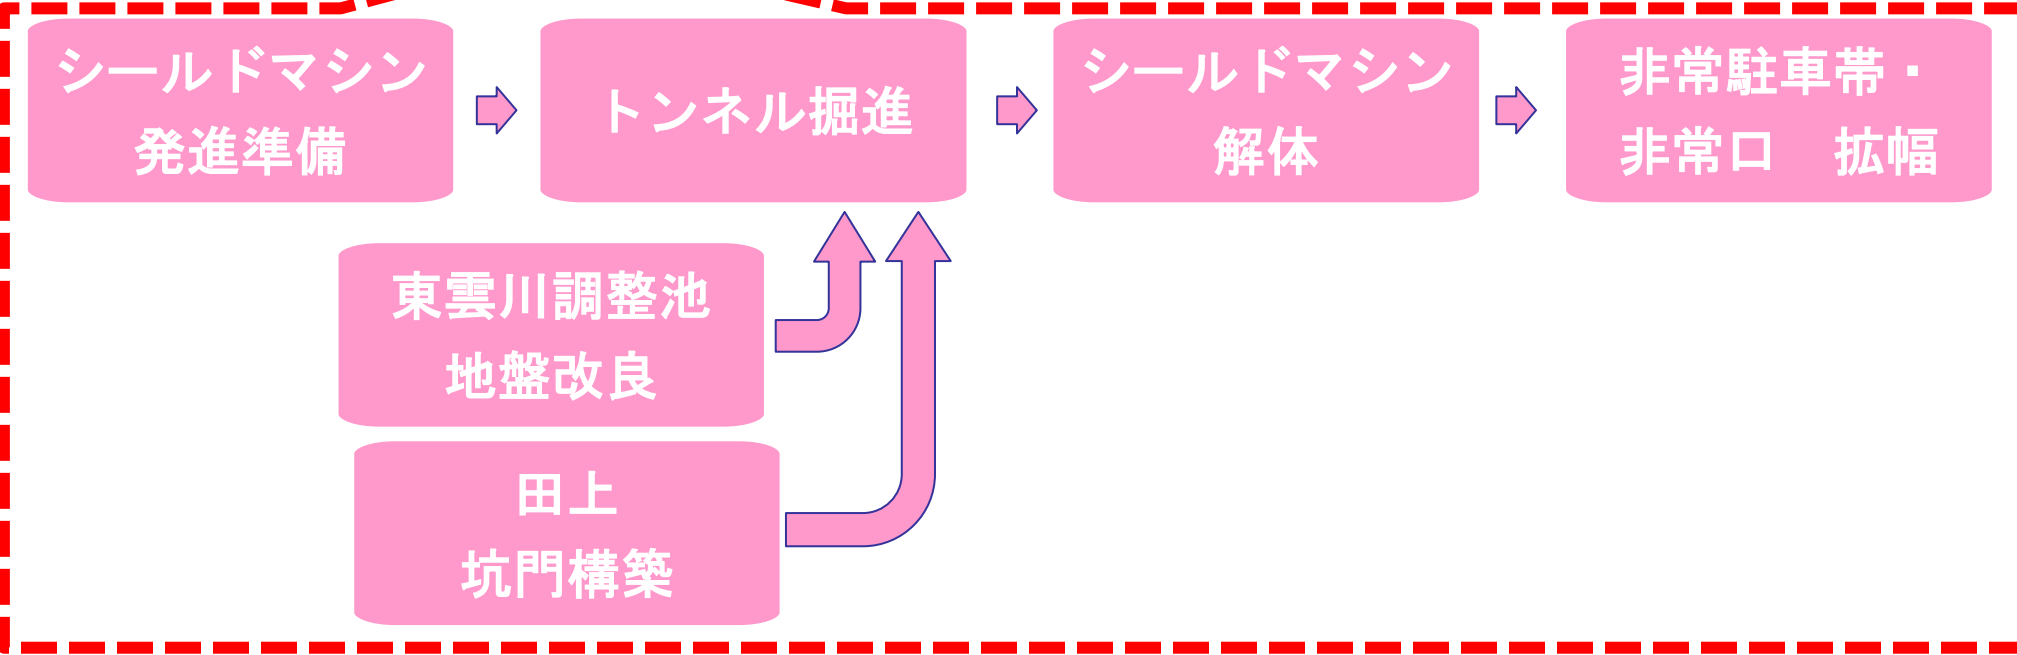 シールドマシン
発進準備
トンネル掘進
シールドマシン
解体
非常駐車帯・
非常口　拡幅
東雲川調整池
地盤改良
田上
坑門構築